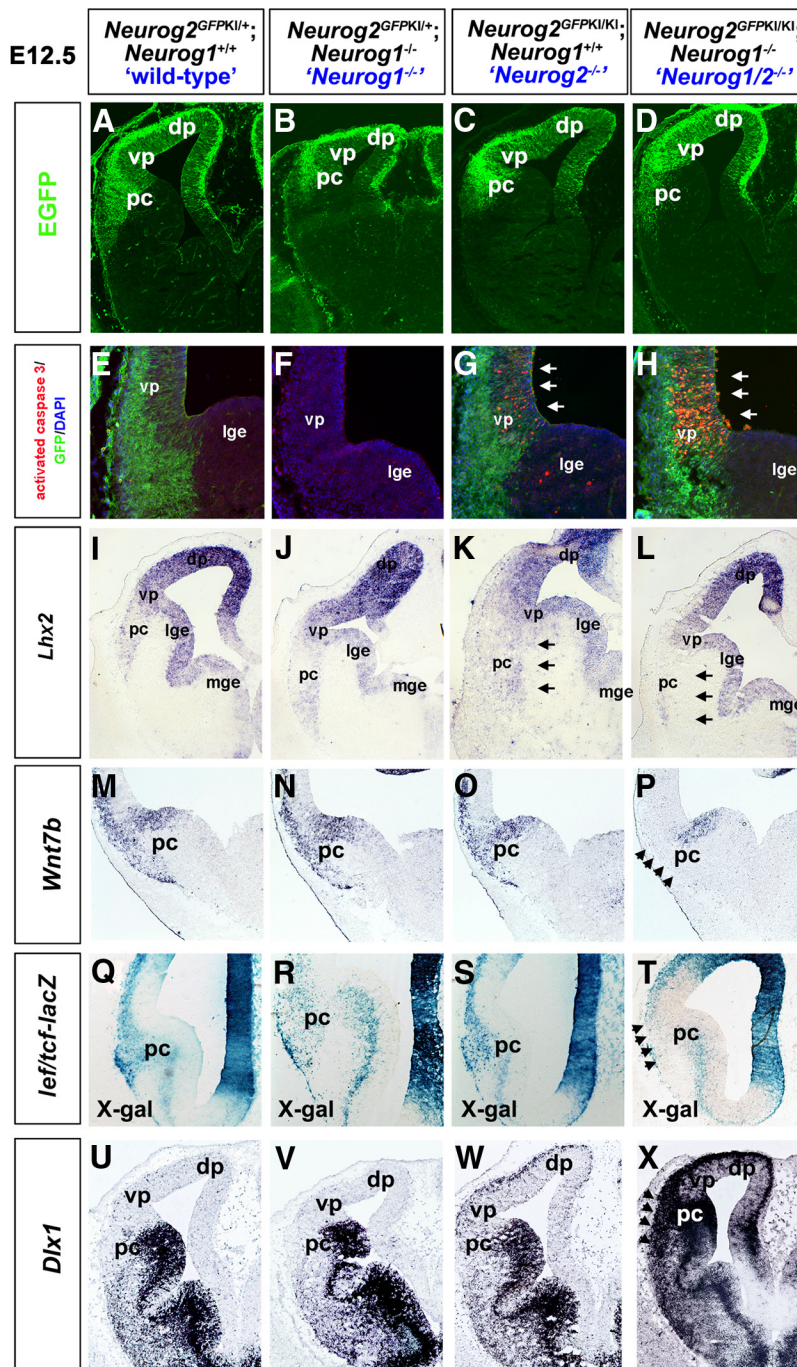 E12.5
Neurog2GFPKI/+;
Neurog1+/+
‘wild-type’
Neurog2GFPKI/+;
Neurog1-/-
‘Neurog1-/-’
Neurog2GFPKI/KI;
Neurog1+/+
‘Neurog2-/-’
Neurog2GFPKI/KI;
Neurog1-/-
‘Neurog1/2-/-’
EGFP
A dp vp pc
B dp vp pc
C dp vp pc
D dp vp pc
activated caspase 3/
GFP/DAPI
E vp lge
F vp lge
G vp lge
H vp lge
Lhx2
I dp vp pc lge mge
J dp vp lge pc mge
K dp vp lge pc mge
L dp vp lge pc mge
Wnt7b
M pc
N pc
O pc
P pc
lef/tcf-lacZ
Q pc X-gal
R pc X-gal
S pc X-gal
T pc X-gal
Dlx1
U dp vp pc
V dp vp pc
W dp vp pc
X dp vp pc